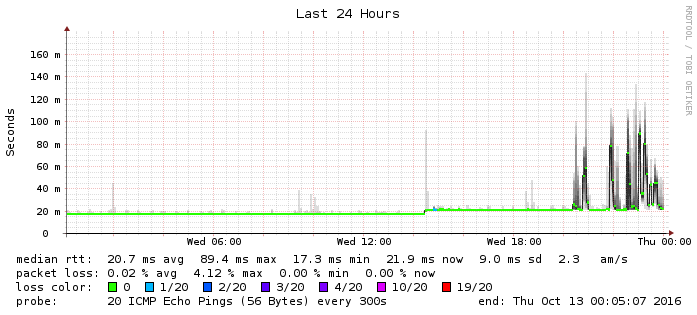 Last 24 Hours
RRDTOOL / TOBI OETIKER
Seconds
160 m
140 m
120 m
100 m
80 m
60 m
40 m
20 m
0
Wed 06:00 Wed 12:00 Wed 18:00 Thu 00:00
median rtt: 20.7 ms avg 89.4 ms max 17.3 ms min 21.9 ms now 9.0 ms sd 2.3 am/s
packet loss: 0.02 % avg 4.12 % max 0.00 % min 0.00 % now
loss color: 0 1/20 2/20 3/20 4/20 10/20 19/20
probe: 20 ICMP Echo Pings (56 Bytes) every 300s end: Thu Oct 13 00:05:07 2016